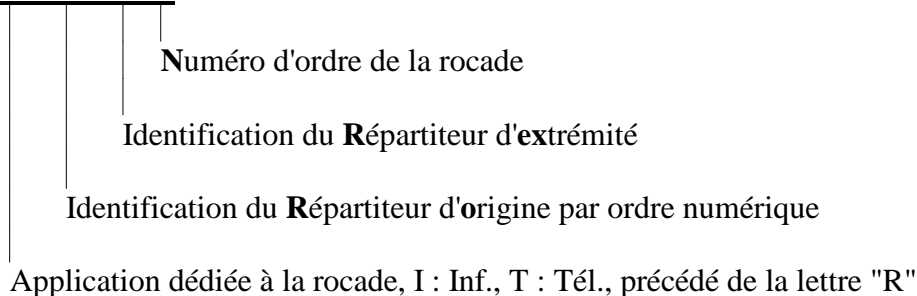 Numéro d'ordre de la rocade
Identification du Répartiteur d'extrémité
Identification du Répartiteur d'origine par ordre numérique
Application dédiée à la rocade, I : Inf., T : Tél., précédé de la lettre "R"